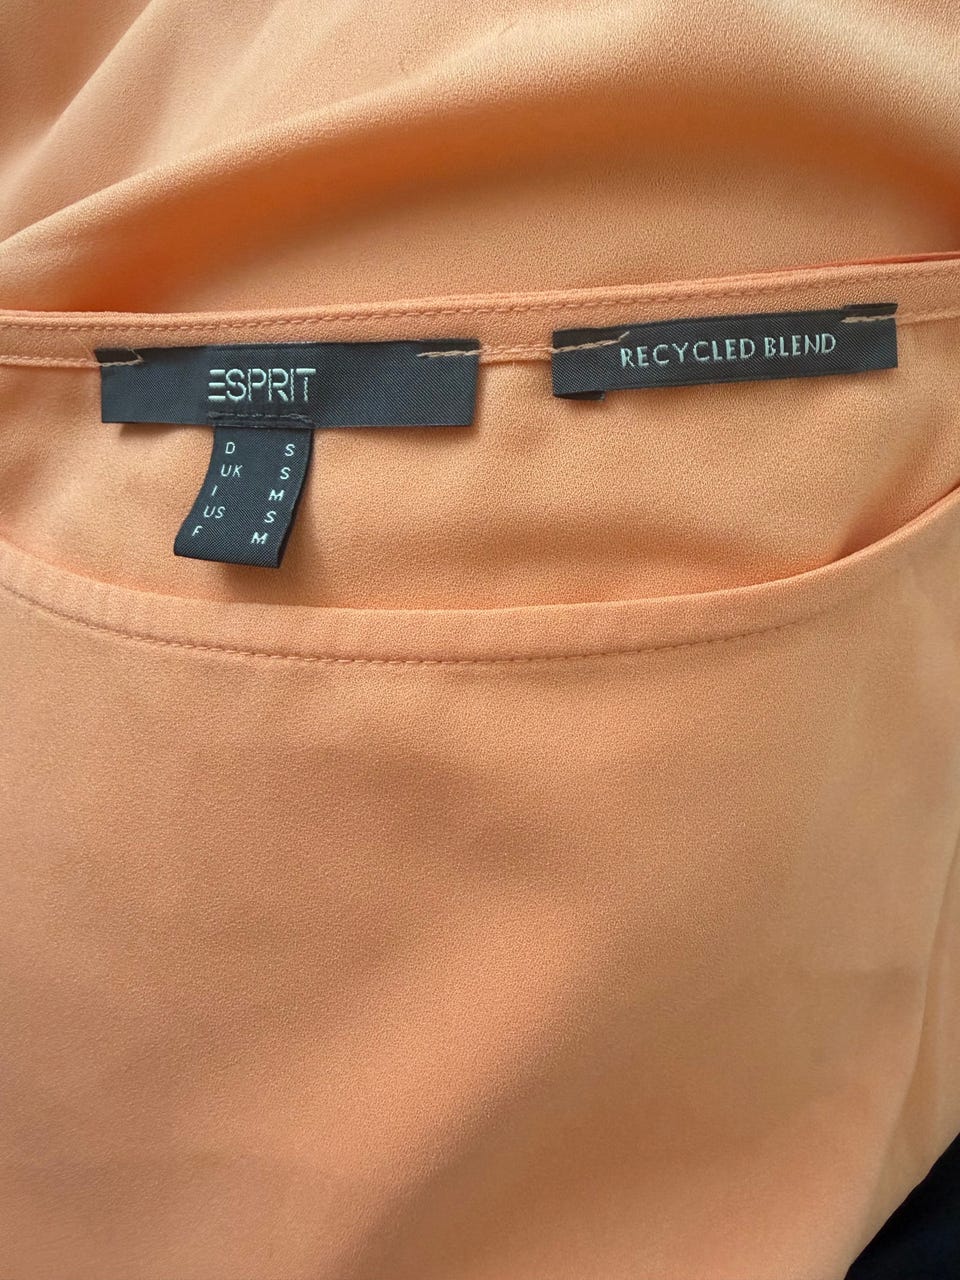 ESPRIT
RECYCLED BLEND
D S
UK S
I M
US S
F M